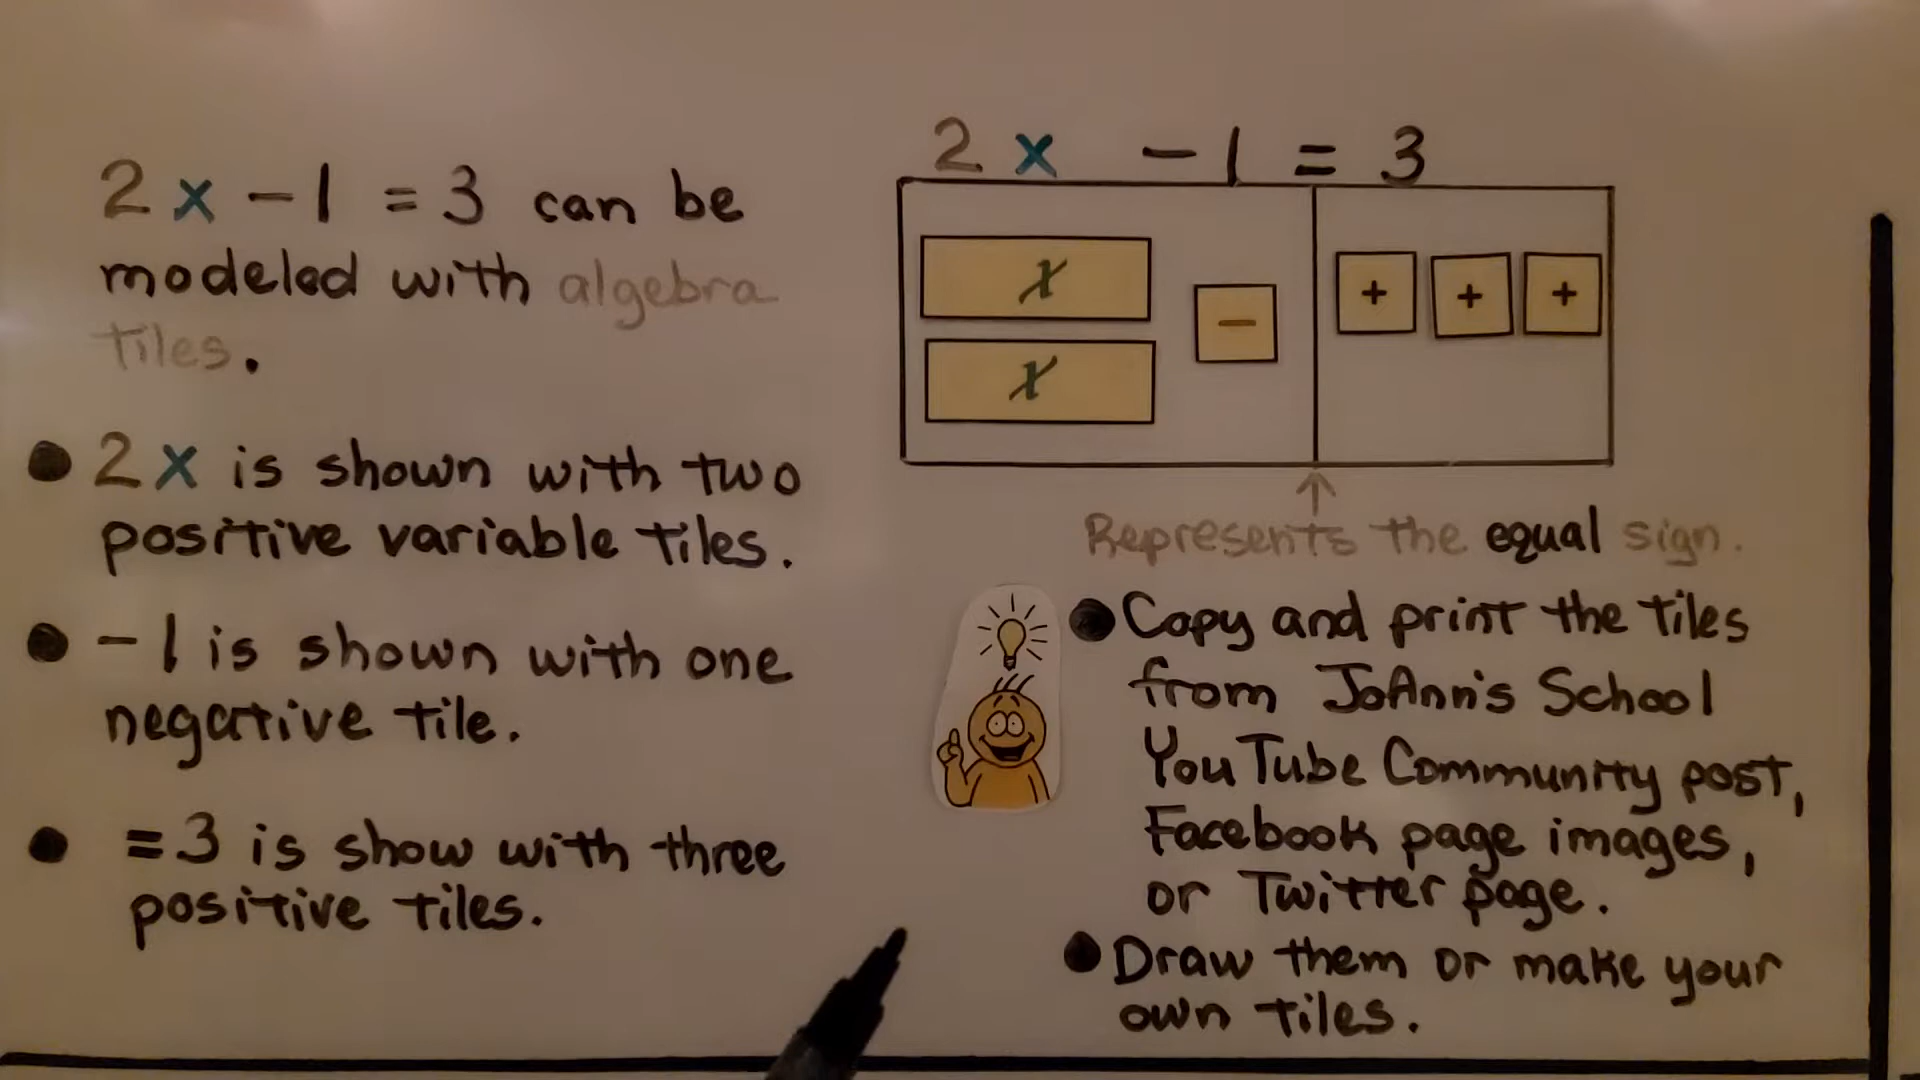 2x - 1 = 3 can be
modeled with algebra
tiles.
● 2x is shown with two
positive variable tiles.
● -1 is shown with one
negative tile.
● =3 is show with three
positive tiles.
2x - 1 = 3
x
x
-
+ + +
↑
Represents the equal sign.
● Copy and print the tiles
from JoAnn's School
YouTube Community post,
Facebook page images,
or Twitter page.
● Draw them or make your
own tiles.